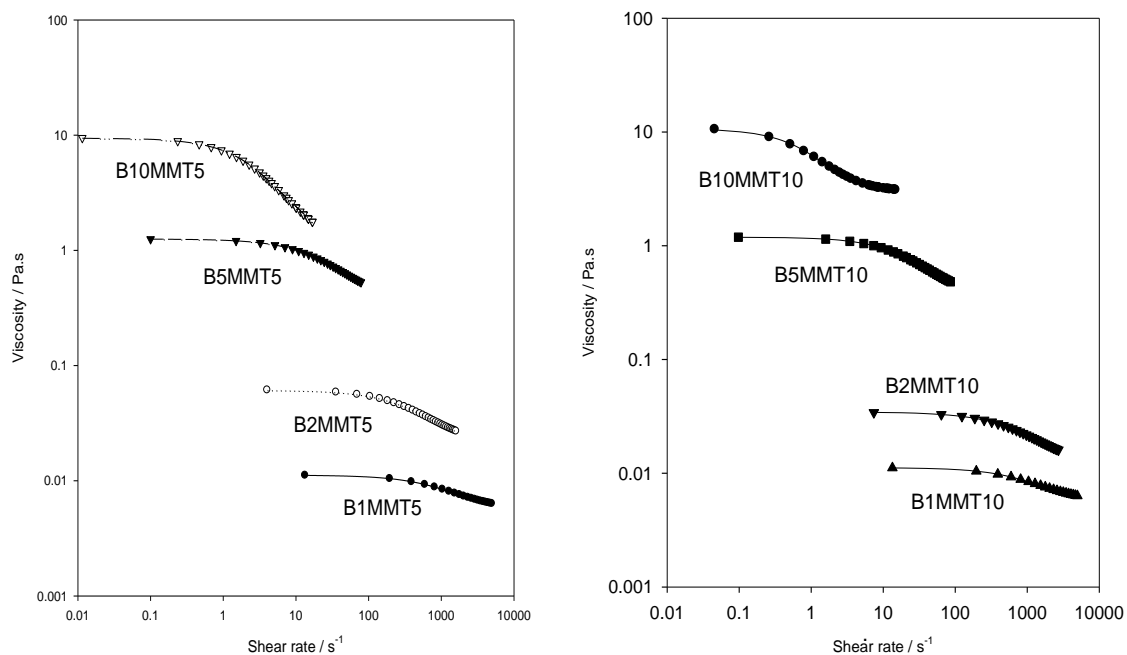 100
10
1
0.1
0.01
0.001
Viscosity / Pa.s
B10MMT5
B5MMT5
B2MMT5
B1MMT5
0.01 0.1 1 10 100 1000 10000
Shear rate / s-1
100
10
1
0.1
0.01
0.001
Viscosity / Pa.s
B10MMT10
B5MMT10
B2MMT10
B1MMT10
0.01 0.1 1 10 100 1000 10000
Shear rate / s-1